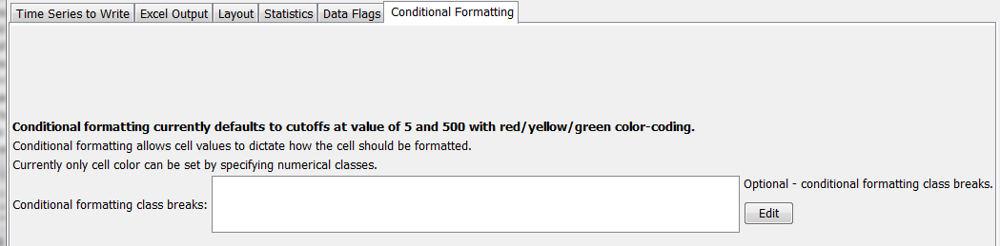 Time Series to Write Excel Output Layout Statistics Data Flags Conditional Formatting
Conditional formatting currently defaults to cutoffs at value of 5 and 500 with red/yellow/green color-coding.
Conditional formatting allows cell values to dictate how the cell should be formatted.
Currently only cell color can be set by specifying numerical classes.
Conditional formatting class breaks:
Optional - conditional formatting class breaks.
Edit